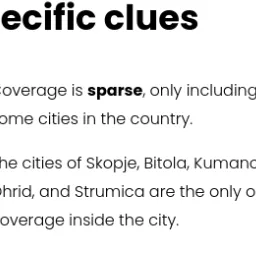 ecific clues
overage is sparse, only including
ome cities in the country.
he cities of Skopje, Bitola, Kumano
hrid, and Strumica are the only o
overage inside the city.